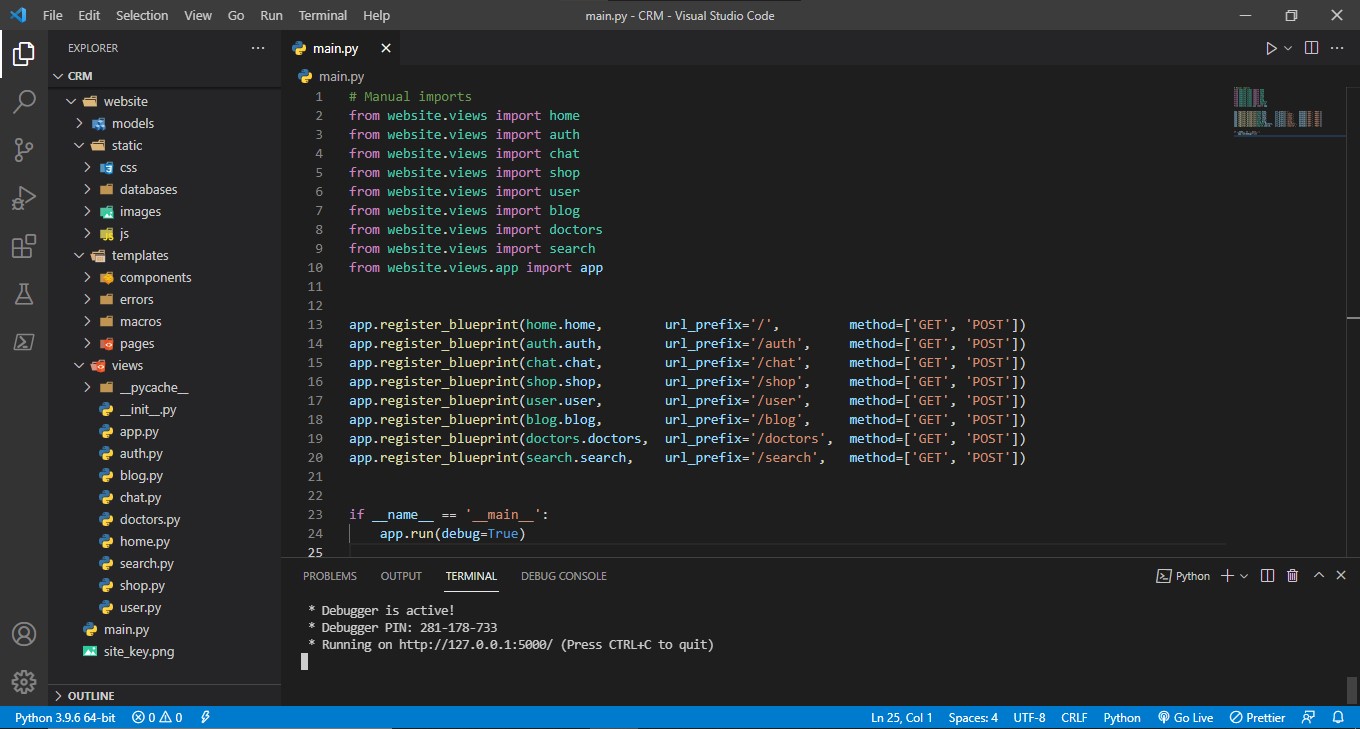 File Edit Selection View Go Run Terminal Help main.py - CRM - Visual Studio Code
EXPLORER
CRM
website
models
static
css
databases
images
js
templates
components
errors
macros
pages
views
__pycache__
__init__.py
app.py
auth.py
blog.py
chat.py
doctors.py
home.py
search.py
shop.py
user.py
main.py
site_key.png
OUTLINE
main.py
main.py
1 # Manual imports
2 from website.views import home
3 from website.views import auth
4 from website.views import chat
5 from website.views import shop
6 from website.views import user
7 from website.views import blog
8 from website.views import doctors
9 from website.views import search
10 from website.views.app import app
11
12
13 app.register_blueprint(home.home, url_prefix='/', method=['GET', 'POST'])
14 app.register_blueprint(auth.auth, url_prefix='/auth', method=['GET', 'POST'])
15 app.register_blueprint(chat.chat, url_prefix='/chat', method=['GET', 'POST'])
16 app.register_blueprint(shop.shop, url_prefix='/shop', method=['GET', 'POST'])
17 app.register_blueprint(user.user, url_prefix='/user', method=['GET', 'POST'])
18 app.register_blueprint(blog.blog, url_prefix='/blog', method=['GET', 'POST'])
19 app.register_blueprint(doctors.doctors, url_prefix='/doctors', method=['GET', 'POST'])
20 app.register_blueprint(search.search, url_prefix='/search', method=['GET', 'POST'])
21
22
23 if __name__ == '__main__':
24 app.run(debug=True)
25
PROBLEMS OUTPUT TERMINAL DEBUG CONSOLE Python
* Debugger is active!
* Debugger PIN: 281-178-733
* Running on http://127.0.0.1:5000/ (Press CTRL+C to quit)
Python 3.9.6 64-bit 0 0 Ln 25, Col 1 Spaces: 4 UTF-8 CRLF Python Go Live Prettier